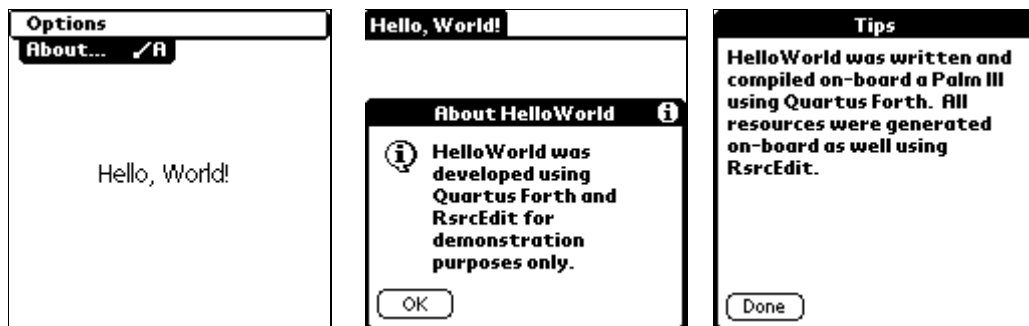 Options
About... ⁄A
Hello, World!
Hello, World!
About HelloWorld
HelloWorld was
developed using
Quartus Forth and
RsrcEdit for
demonstration
purposes only.
OK
Tips
HelloWorld was written and
compiled on-board a Palm III
using Quartus Forth.  All
resources were generated
on-board as well using
RsrcEdit.
Done